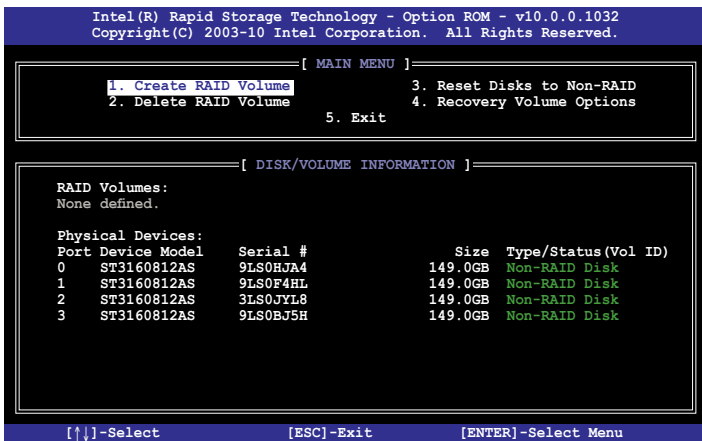 Intel(R) Rapid Storage Technology - Option ROM - v10.0.0.1032
Copyright(C) 2003-10 Intel Corporation.  All Rights Reserved.
[ MAIN MENU ]
1. Create RAID Volume 3. Reset Disks to Non-RAID
2. Delete RAID Volume 4. Recovery Volume Options
5. Exit
[ DISK/VOLUME INFORMATION ]
RAID Volumes:
None defined.
Physical Devices:
Port Device Model Serial # Size Type/Status(Vol ID)
0 ST3160812AS 9LS0HJA4 149.0GB Non-RAID Disk
1 ST3160812AS 9LS0F4HL 149.0GB Non-RAID Disk
2 ST3160812AS 3LS0JYL8 149.0GB Non-RAID Disk
3 ST3160812AS 9LS0BJ5H 149.0GB Non-RAID Disk
[↑↓]-Select [ESC]-Exit [ENTER]-Select Menu